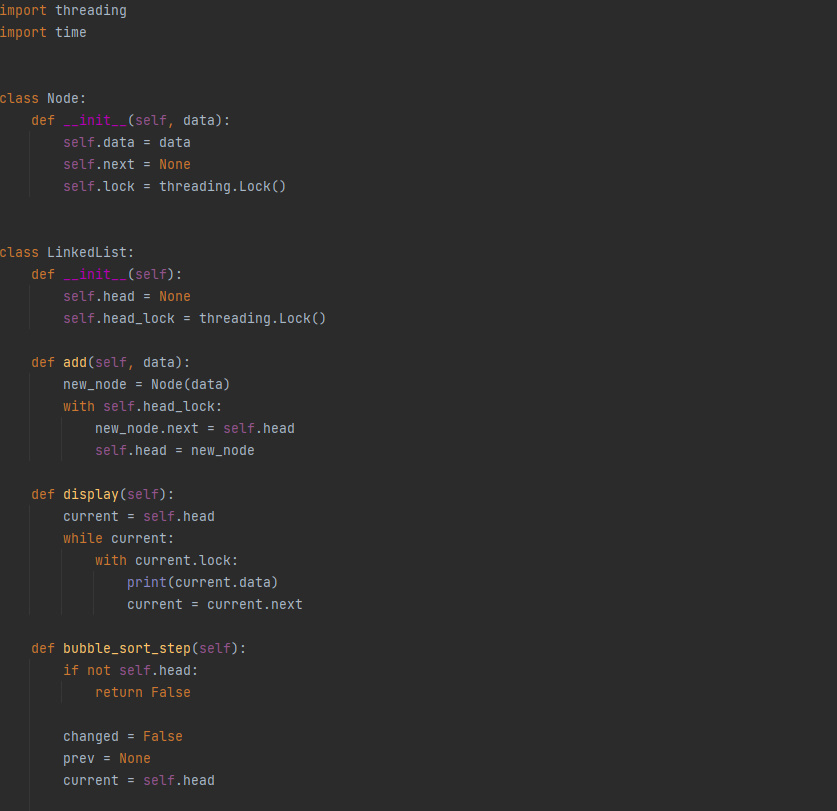 import threading
import time
class Node:
    def __init__(self, data):
        self.data = data
        self.next = None
        self.lock = threading.Lock()
class LinkedList:
    def __init__(self):
        self.head = None
        self.head_lock = threading.Lock()
    def add(self, data):
        new_node = Node(data)
        with self.head_lock:
            new_node.next = self.head
            self.head = new_node
    def display(self):
        current = self.head
        while current:
            with current.lock:
                print(current.data)
                current = current.next
    def bubble_sort_step(self):
        if not self.head:
            return False
        changed = False
        prev = None
        current = self.head